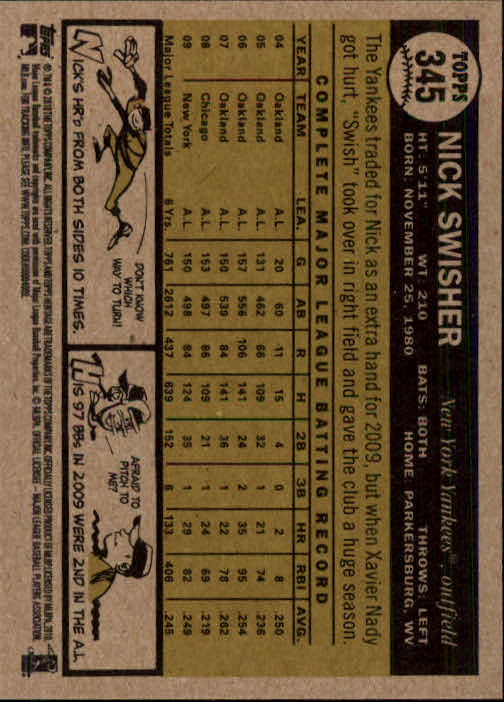 TOPPS
345
NICK SWISHER
New York Yankees™, outfield
HT: 5'11" WT: 210 BATS: BOTH THROWS: LEFT
BORN: NOVEMBER 25, 1980 HOME: PARKERSBURG, WV
The Yankees traded for Nick as an extra hand for 2009, but when Xavier Nady
got hurt, "Swish" took over in right field and gave the club a huge season.
COMPLETE MAJOR LEAGUE BATTING RECORD
YEAR TEAM LEA. G AB R H 2B 3B HR RBI AVG.
04 Oakland A.L. 20 60 11 15 4 0 2 8 .250
05 Oakland A.L. 131 462 66 109 32 1 21 74 .236
06 Oakland A.L. 157 556 106 141 24 2 35 95 .254
07 Oakland A.L. 150 539 84 141 36 1 22 78 .262
08 Chicago A.L. 153 497 86 109 21 1 24 69 .219
09 New York A.L. 150 498 84 124 35 1 29 82 .249
Major League Totals 6 Yrs. 761 2612 437 639 152 6 133 406 .245
DON'T KNOW
WHICH
WAY TO TURN!
NICK'S HR'D FROM BOTH SIDES 10 TIMES.
AFRAID TO
PITCH TO
ME?
HIS 97 BBs IN 2009 WERE 2ND IN THE A.L.
TOPPS